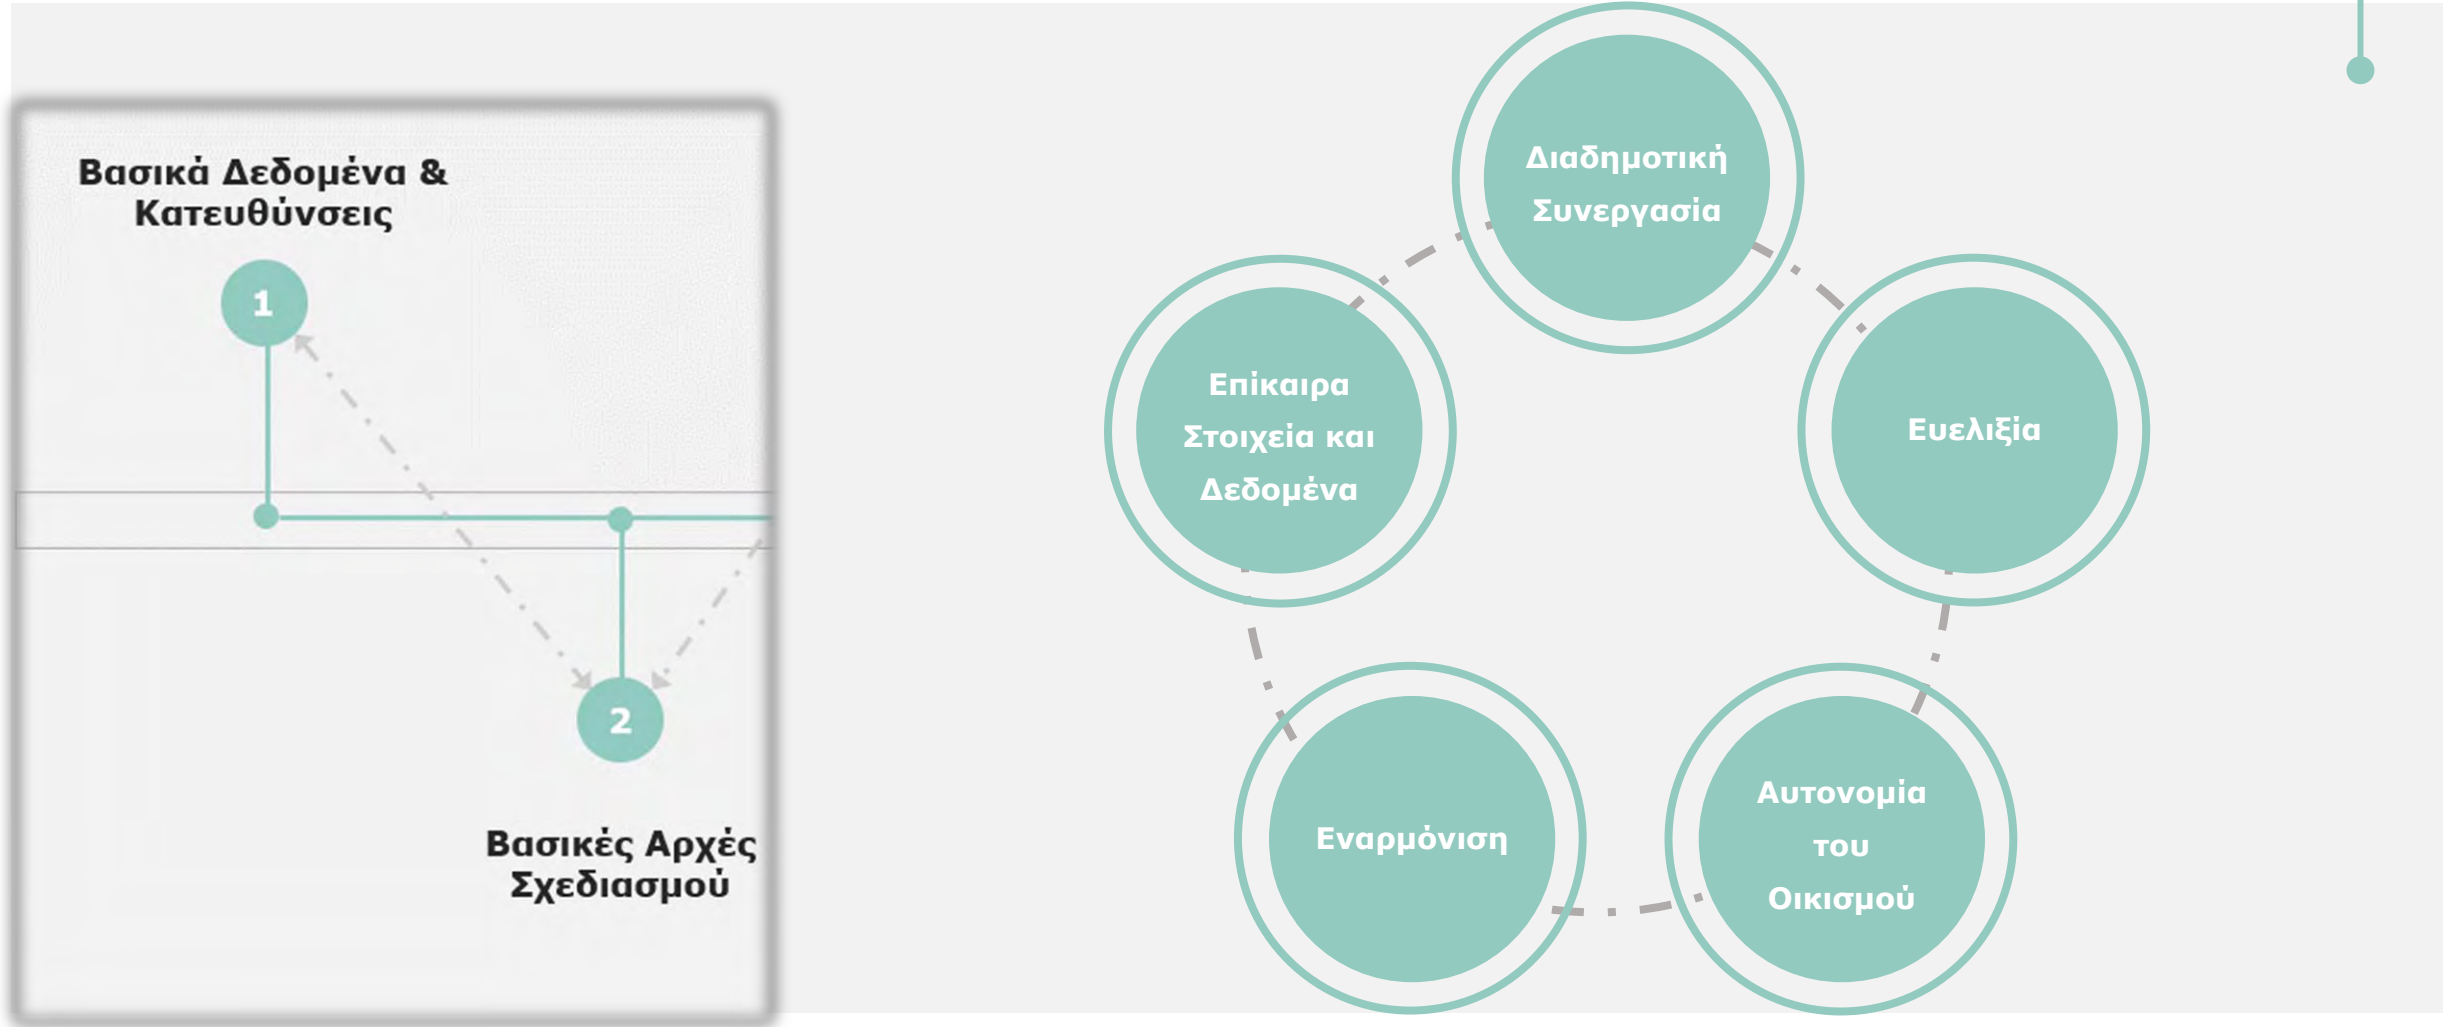 Βασικά Δεδομένα &
Κατευθύνσεις
1
2
Βασικές Αρχές
Σχεδιασμού
Διαδημοτική
Συνεργασία
Ευελιξία
Αυτονομία
του
Οικισμού
Εναρμόνιση
Επίκαιρα
Στοιχεία και
Δεδομένα